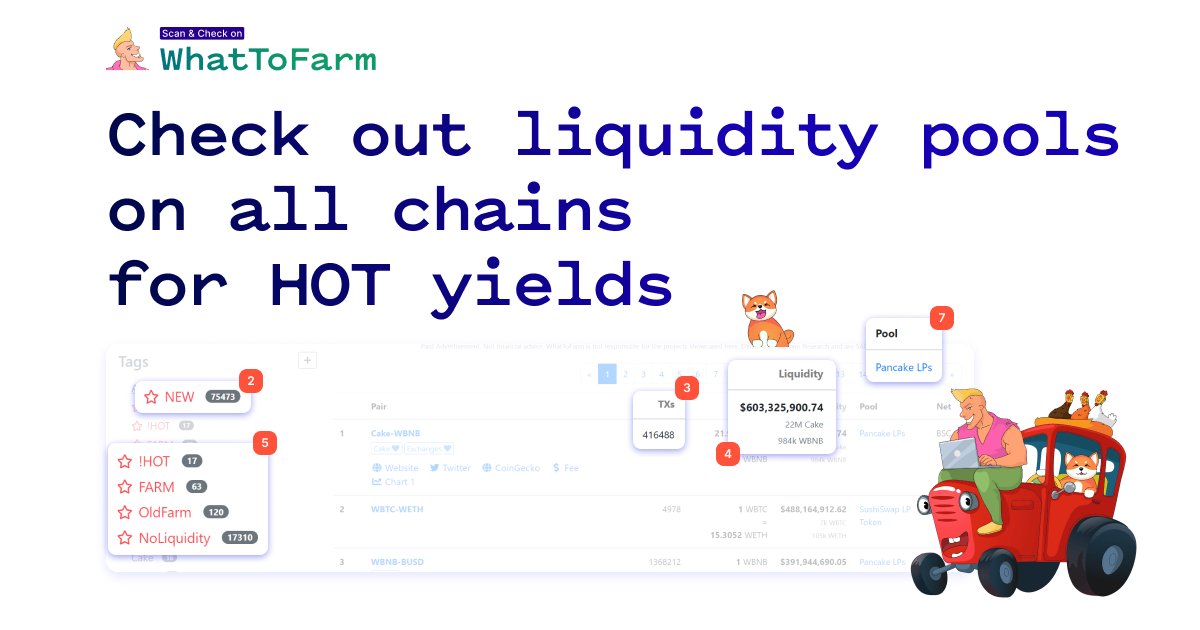 Scan & Check on
WhatToFarm
Check out liquidity pools
on all chains
for HOT yields
Tags
+
NEW 75473
2
!HOT 17
5
!HOT 17
FARM 63
OldFarm 120
NoLiquidity 17310
Cake
« 1 2 3 4 5 6 7
Pair
TXs
3
Liquidity
Pool
7
Net
1 Cake-WBNB
Cake Exchanges
Website Twitter CoinGecko $ Fee
Chart 1
416488
$603,325,900.74
22M Cake
984k WBNB
4
WBNB
Pool
Pancake LPs
Pancake LPs
BSC
2 WBTC-WETH 4978 1 WBTC $488,164,912.62 SushiSwap LP
= 7k WBTC Token
15.3052 WETH 105k WETH
3 WBNB-BUSD 1368212 1 WBNB $391,944,690.05 Pancake LPs